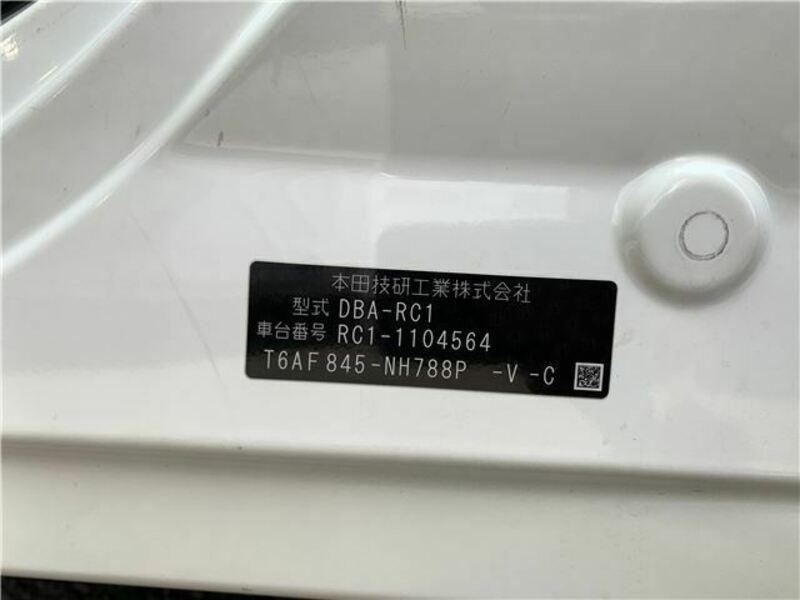 本田技研工業株式会社
型式 DBA-RC1
車台番号 RC1-1104564
T6AF 845-NH788P -V -C